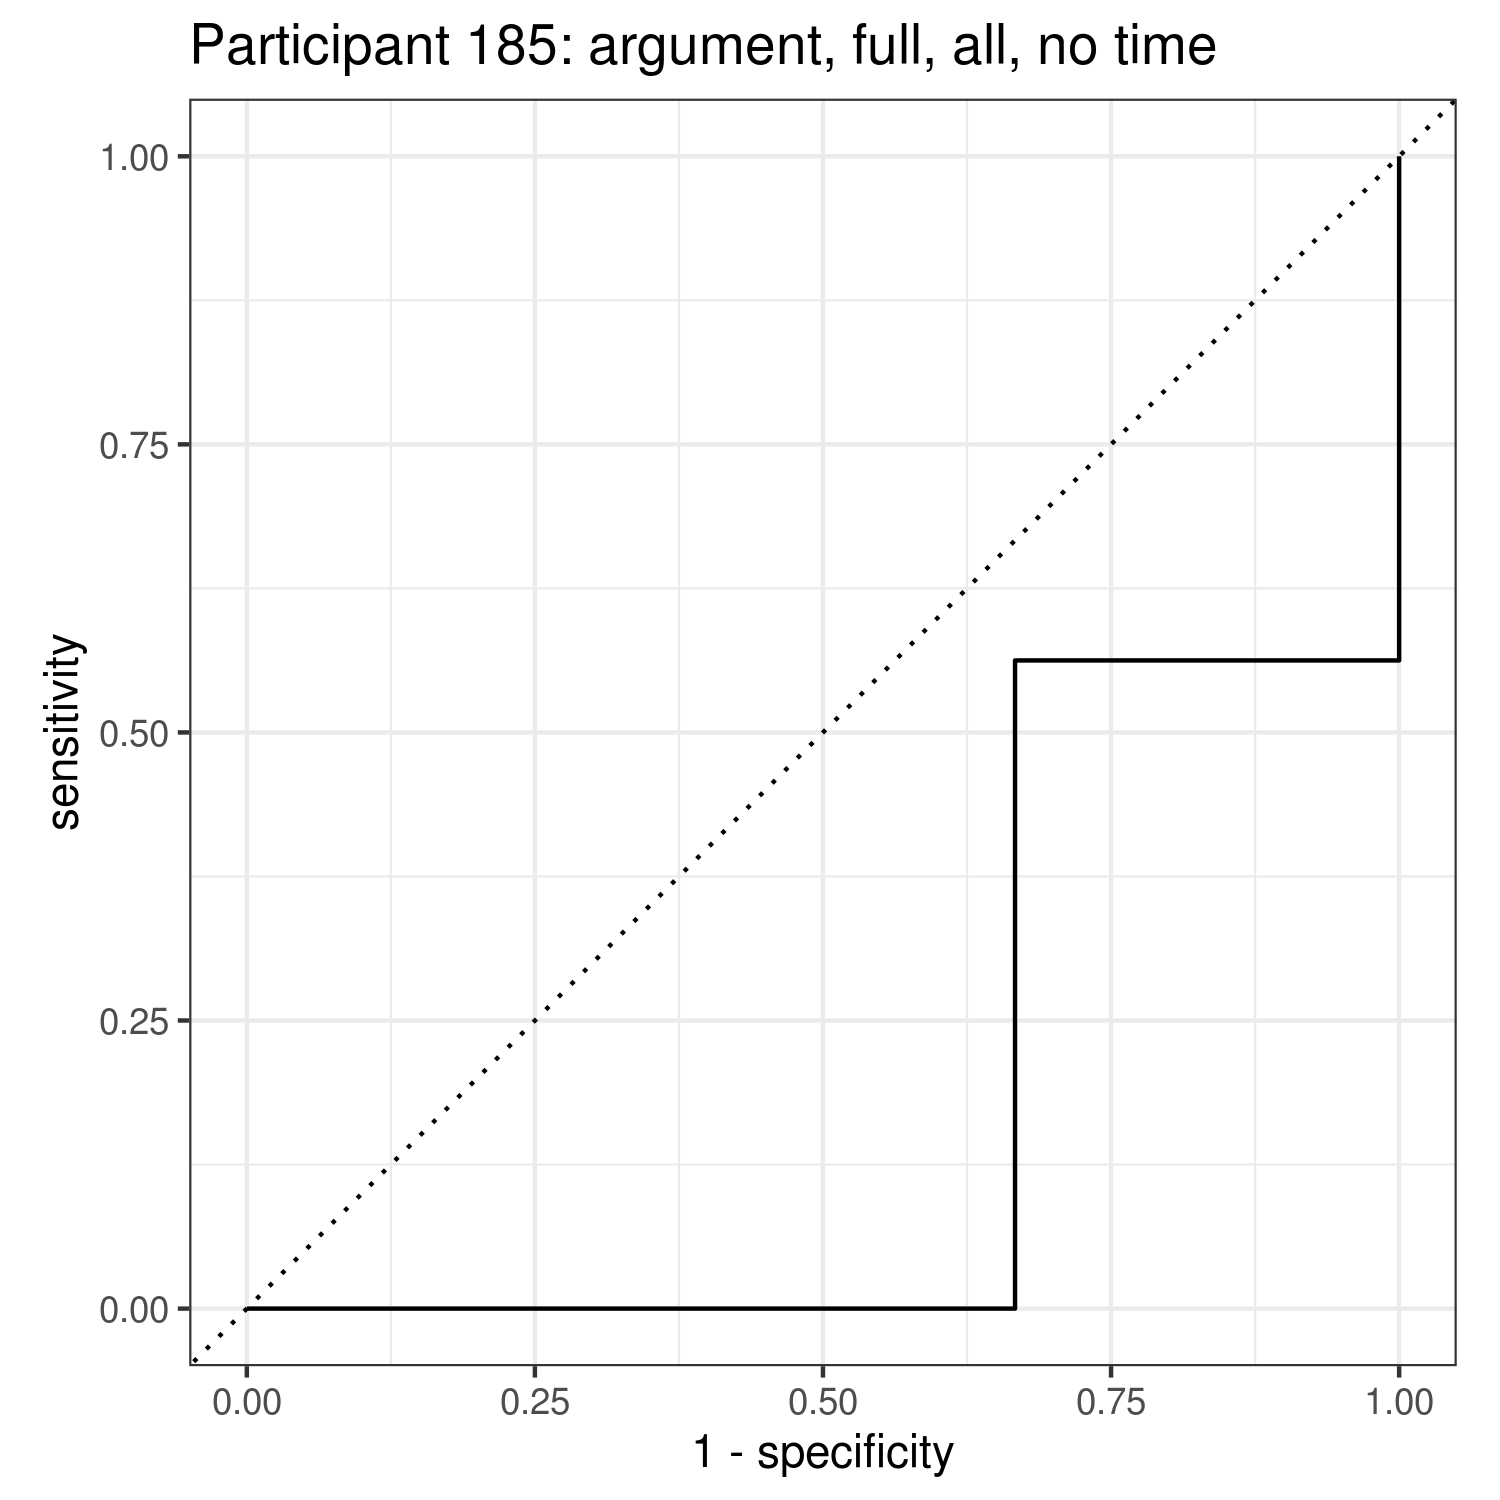 Participant 185: argument, full, all, no time
1.00
0.75
0.50
0.25
0.00
sensitivity
0.00 0.25 0.50 0.75 1.00
1 - specificity